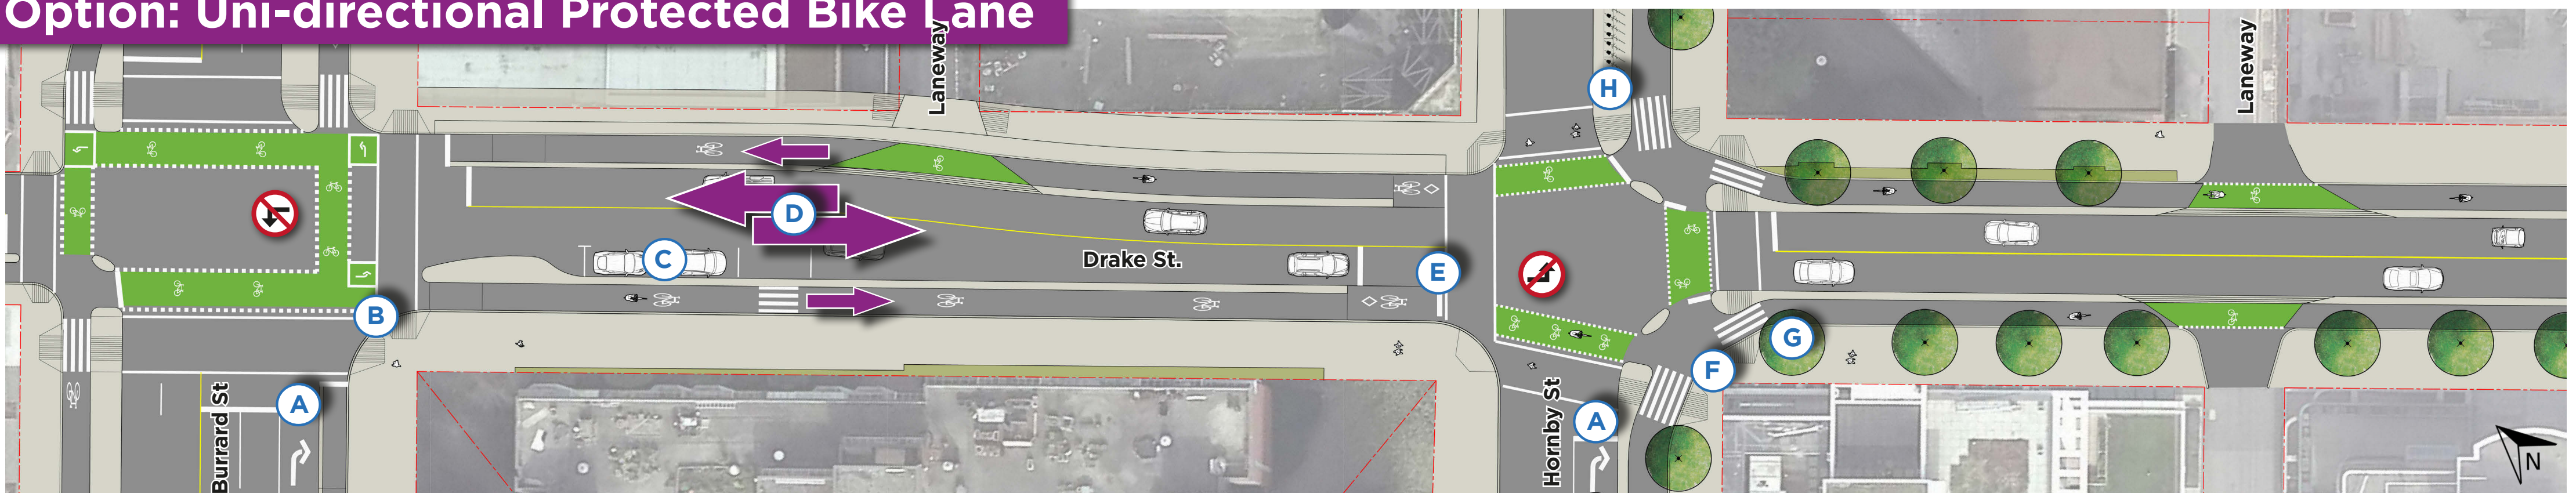 Option: Uni-directional Protected Bike Lane
Laneway
Laneway
H
D
C
Drake St.
E
B
G
F
A
A
Burrard St
Hornby St
N